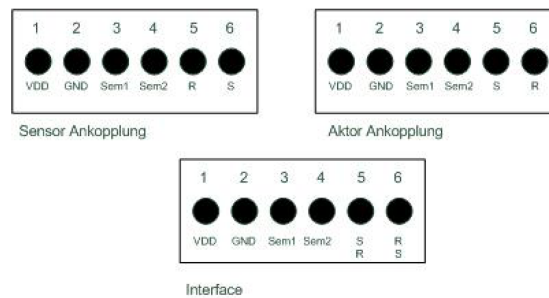 1 2 3 4 5 6
VDD GND Sem1 Sem2 R S
Sensor Ankopplung
1 2 3 4 5 6
VDD GND Sem1 Sem2 S R
Aktor Ankopplung
1 2 3 4 5 6
VDD GND Sem1 Sem2 S R
R S
Interface